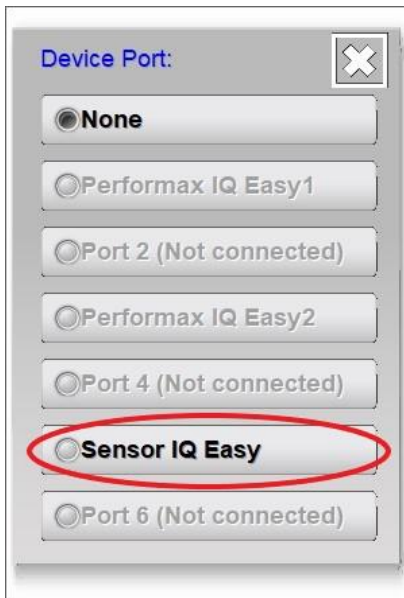 Device Port:
None
Performax IQ Easy1
Port 2 (Not connected)
Performax IQ Easy2
Port 4 (Not connected)
Sensor IQ Easy
Port 6 (Not connected)